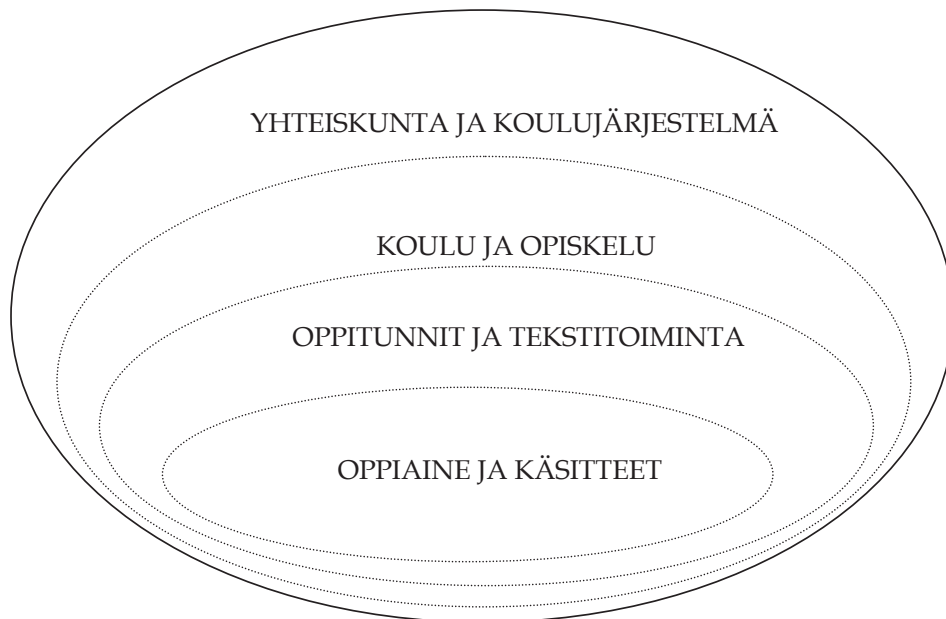 YHTEISKUNTA JA KOULUJÄRJESTELMÄ
KOULU JA OPISKELU
OPPITUNNIT JA TEKSTITOIMINTA
OPPIAINE JA KÄSITTEET